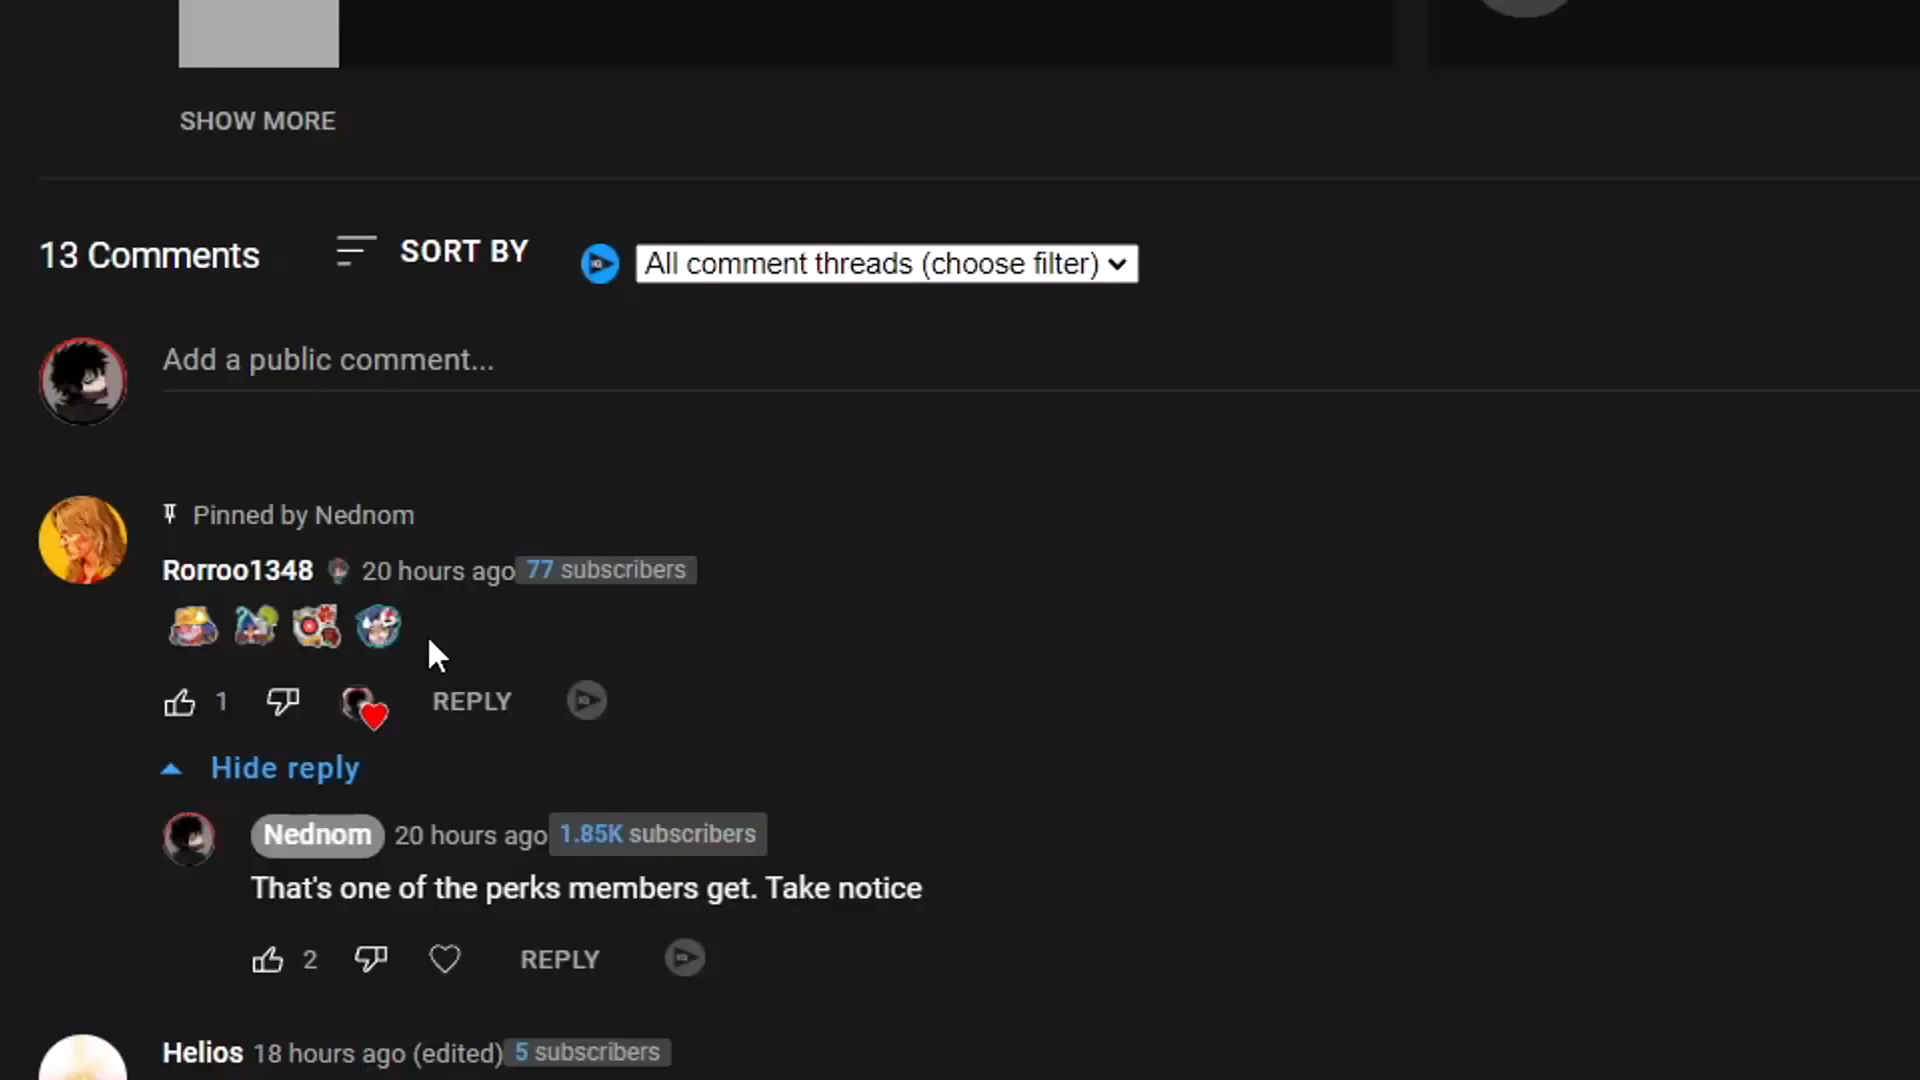 SHOW MORE
13 Comments
SORT BY
All comment threads (choose filter)
Add a public comment...
Pinned by Nednom
Rorroo1348 20 hours ago 77 subscribers
1 REPLY
Hide reply
Nednom 20 hours ago 1.85K subscribers
That's one of the perks members get. Take notice
2 REPLY
Helios 18 hours ago (edited) 5 subscribers